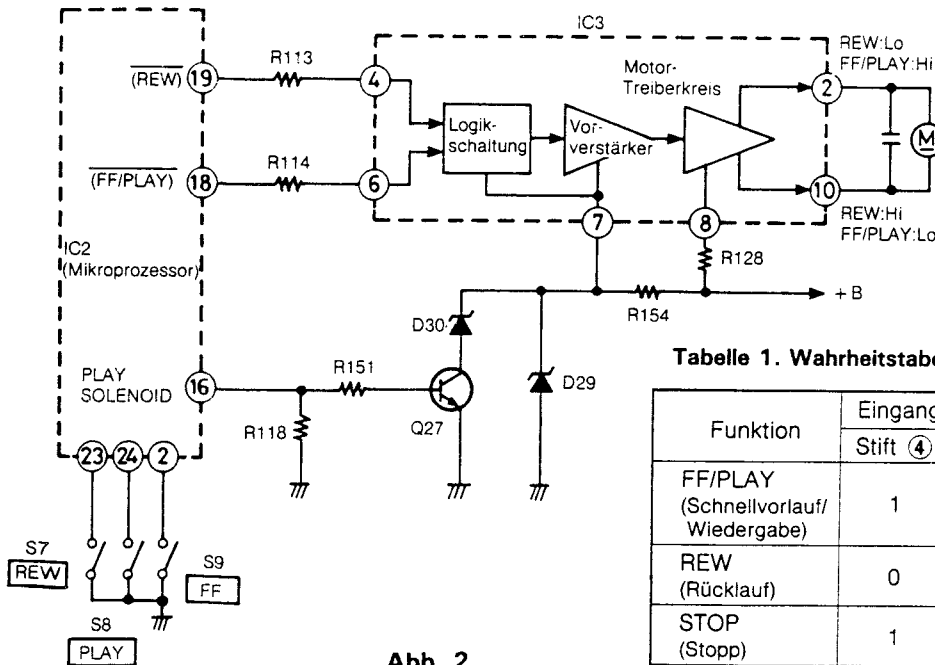 IC3
REW:Lo
FF/PLAY:Hi
(REW)
19
R113
4
Motor-
Treiberkreis
2
Logik-
schaltung
Vor-
verstärker
M
(FF/PLAY)
18
R114
6
10
7
8
REW:Hi
FF/PLAY:Lo
IC2
(Mikroprozessor)
R128
+B
R154
D30
D29
PLAY
SOLENOID
16
R151
R118
Q27
23
24
2
S7
REW
S9
FF
S8
PLAY
Abb. 2
Tabelle 1. Wahrheitstabe
Funktion
Eingang
Stift ④
FF/PLAY
(Schnellvorlauf/
Wiedergabe)
1
REW
(Rücklauf)
0
STOP
(Stopp)
1